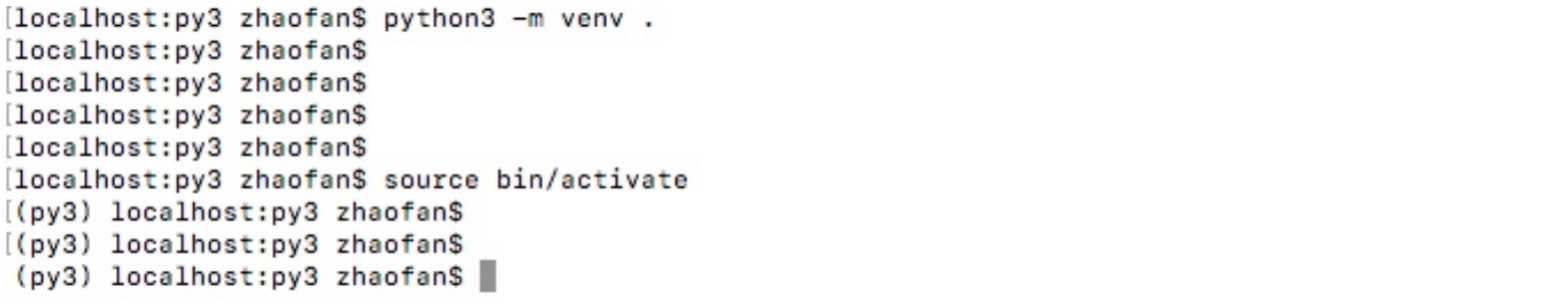 [localhost:py3 zhaofan$ python3 -m venv .
[localhost:py3 zhaofan$
[localhost:py3 zhaofan$
[localhost:py3 zhaofan$
[localhost:py3 zhaofan$
[localhost:py3 zhaofan$ source bin/activate
[(py3) localhost:py3 zhaofan$
[(py3) localhost:py3 zhaofan$
(py3) localhost:py3 zhaofan$